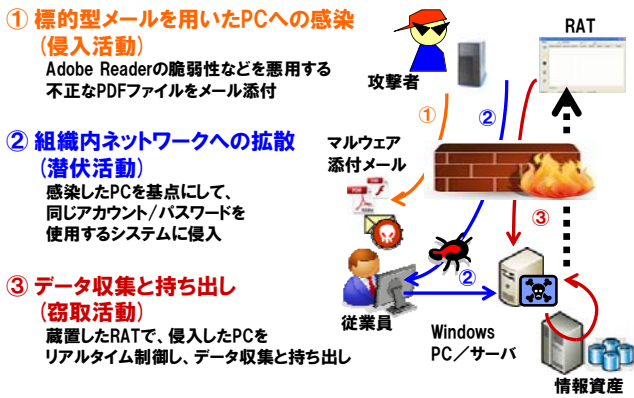 ① 標的型メールを用いたPCへの感染
(侵入活動)
Adobe Readerの脆弱性などを悪用する
不正なPDFファイルをメール添付
② 組織内ネットワークへの拡散
(潜伏活動)
感染したPCを基点にして、
同じアカウント/パスワードを
使用するシステムに侵入
③ データ収集と持ち出し
(窃取活動)
蔵置したRATで、侵入したPCを
リアルタイム制御し、データ収集と持ち出し
攻撃者
RAT
①
②
マルウェア
添付メール
③
②
従業員
Windows
PC/サーバ
情報資産